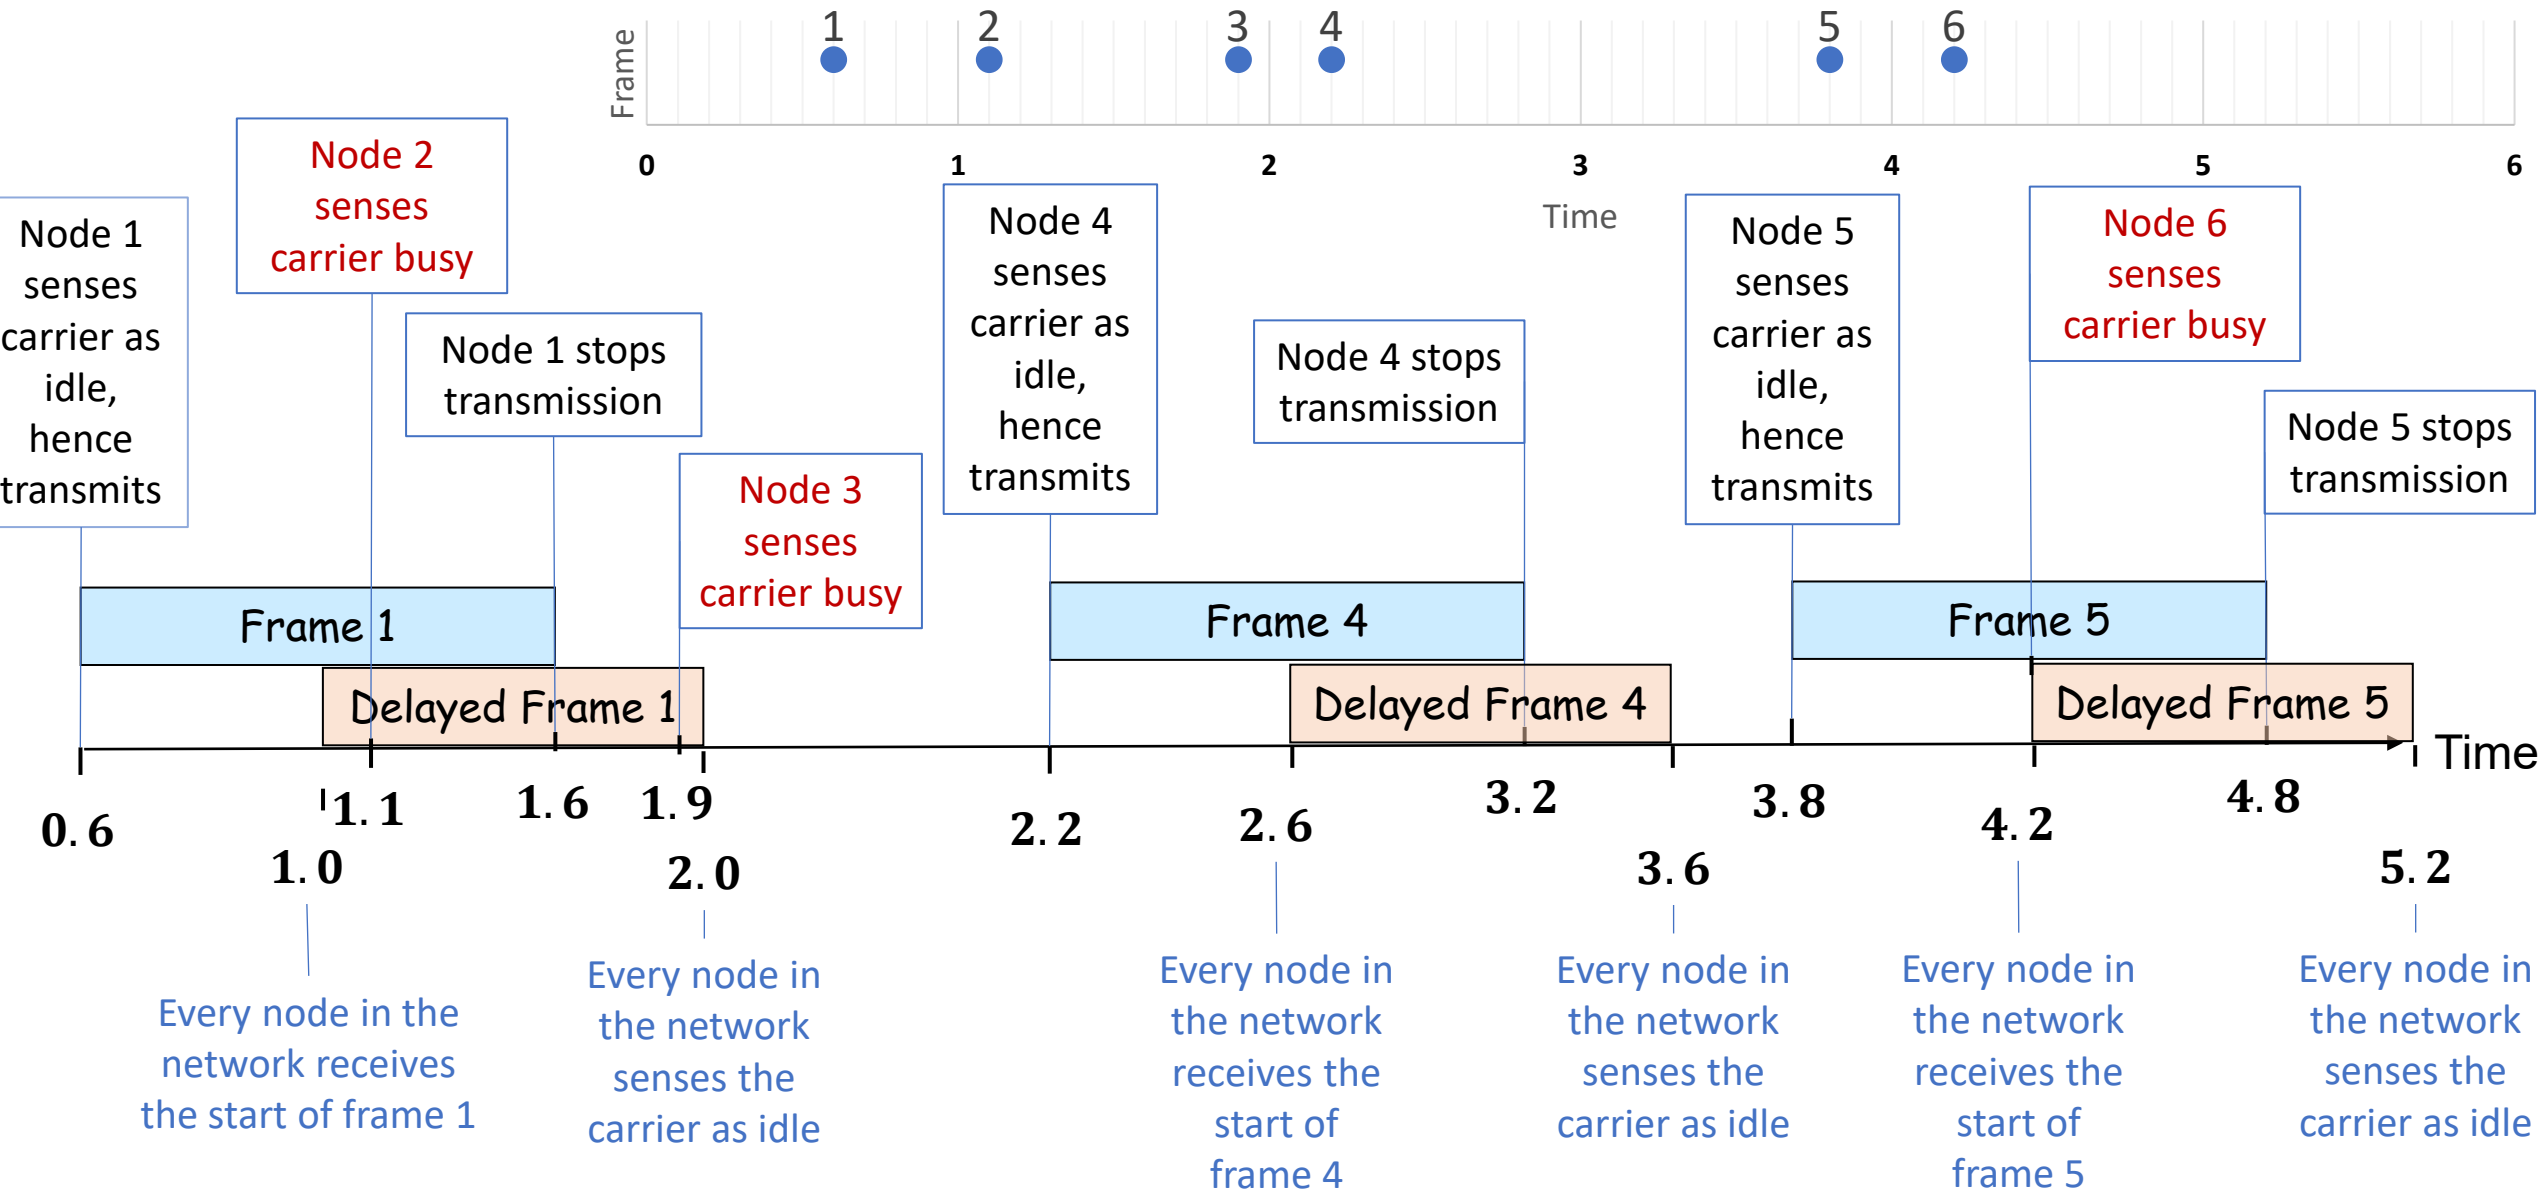 1 2 3 4 5 6
Frame
0 1 2 3 4 5 6
Time
Node 1
senses
carrier as
idle,
hence
transmits
Node 2
senses
carrier busy
Node 1 stops
transmission
Node 3
senses
carrier busy
Node 4
senses
carrier as
idle,
hence
transmits
Node 4 stops
transmission
Node 5
senses
carrier as
idle,
hence
transmits
Node 6
senses
carrier busy
Node 5 stops
transmission
Frame 1
Frame 4
Frame 5
Delayed Frame 1
Delayed Frame 4
Delayed Frame 5
Time
0.6
1.0
1.1
1.6
1.9
2.0
2.2
2.6
3.2
3.6
3.8
4.2
4.8
5.2
Every node in the
network receives
the start of frame 1
Every node in
the network
senses the
carrier as idle
Every node in
the network
receives the
start of
frame 4
Every node in
the network
senses the
carrier as idle
Every node in
the network
receives the
start of
frame 5
Every node in
the network
senses the
carrier as idle